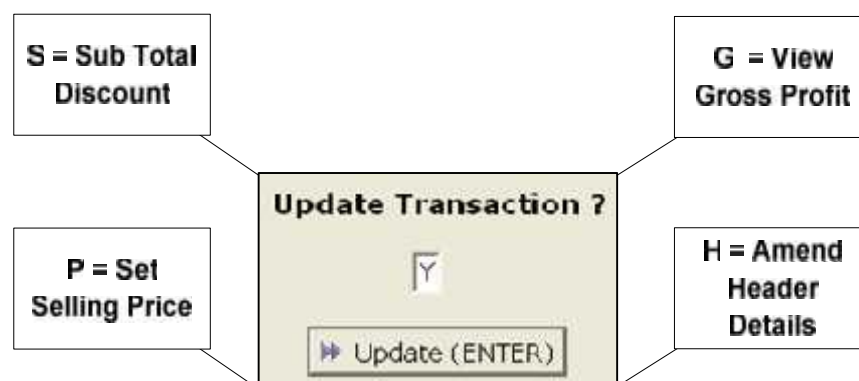 S = Sub Total
Discount
G = View
Gross Profit
Update Transaction ?
Y
P = Set
Selling Price
H = Amend
Header
Details
Update (ENTER)